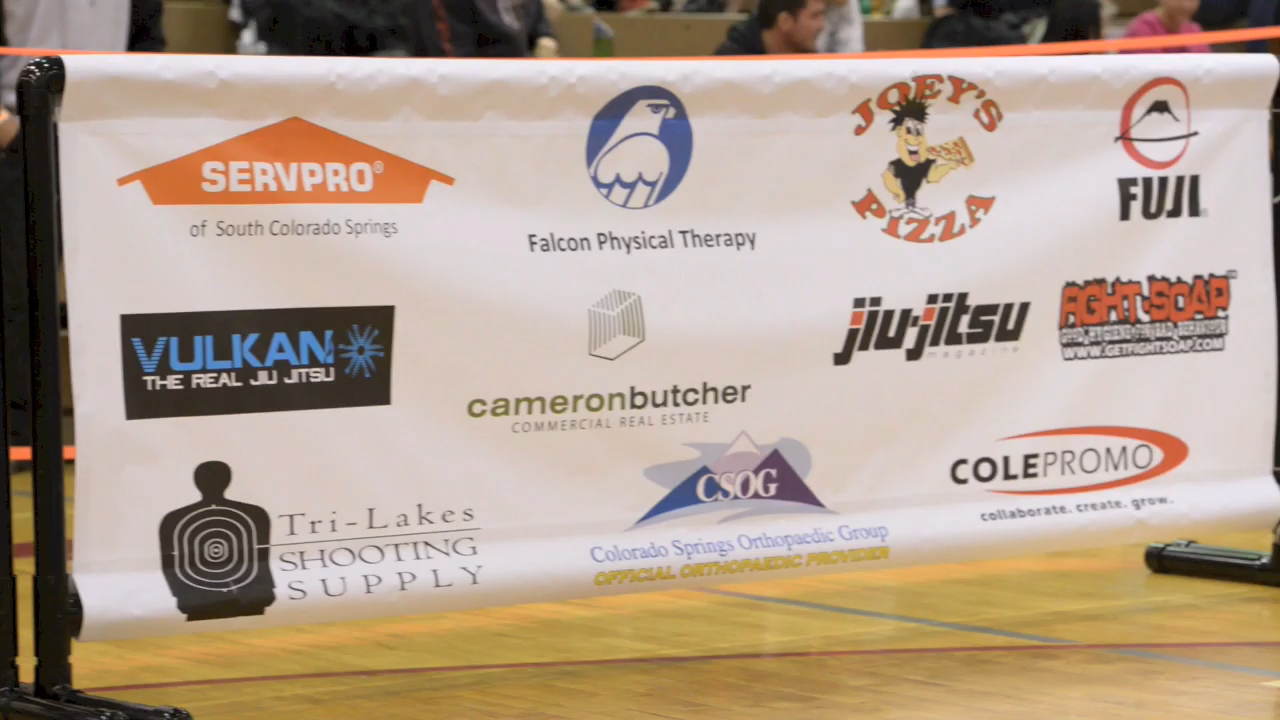 SERVPRO®
of South Colorado Springs
Falcon Physical Therapy
JOEY'S
PIZZA
FUJI
VULKAN
THE REAL JIU JITSU
cameronbutcher
COMMERCIAL REAL ESTATE
jiu-jitsu
magazine
FIGHT SOAP™
WWW.GETFIGHTSOAP.COM
Tri-Lakes
SHOOTING
SUPPLY
CSOG
Colorado Springs Orthopaedic Group
OFFICIAL ORTHOPAEDIC PROVIDER
COLEPROMO
collaborate. create. grow.